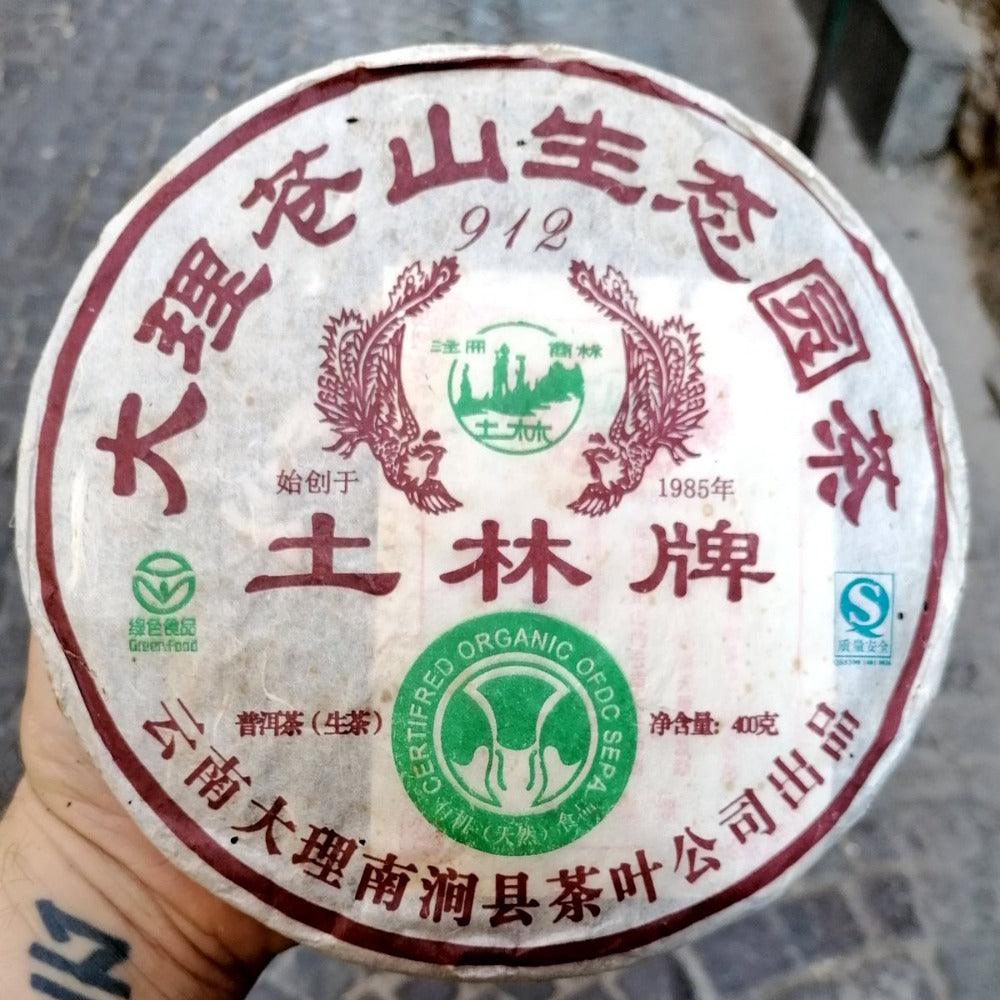 大理苍山生态圆茶
912
注册 商标
土林
始创于 1985年
土林牌
绿色食品
Green Food
质量安全
CERTIFRED ORGANIC OFDC SEPA
有机(天然)食品
普洱茶(生茶)
净含量: 400克
云南大理南涧县茶叶公司出品